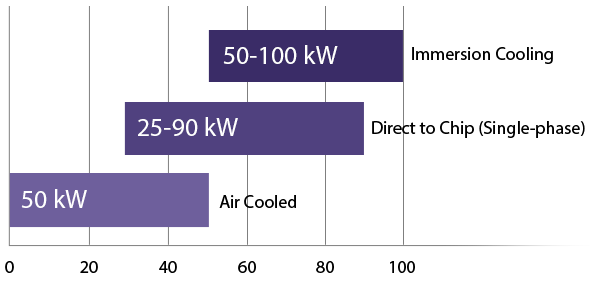 50-100 kW
Immersion Cooling
25-90 kW
Direct to Chip (Single-phase)
50 kW
Air Cooled
0 20 40 60 80 100